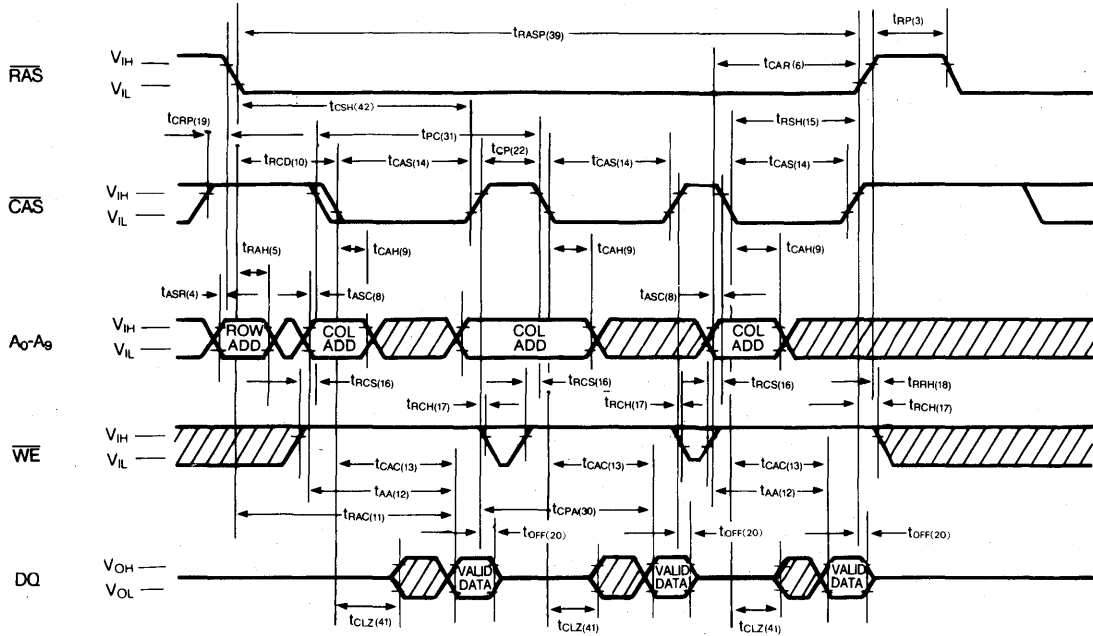 tRASP(39)
tRP(3)
RAS
VIH
VIL
tCAR(6)
tCSH(42)
tRSH(15)
tCRP(19)
tPC(31)
tRCD(10)
tCAS(14)
tCP(22)
tCAS(14)
tCAS(14)
CAS
VIH
VIL
tRAH(5)
tCAH(9)
tCAH(9)
tCAH(9)
tASR(4)
tASC(8)
tASC(8)
A0-A9
VIH
VIL
ROW ADD
COL ADD
COL ADD
COL ADD
tRCS(16)
tRCS(16)
tRCS(16)
tRRH(18)
tRCH(17)
tRCH(17)
tRCH(17)
WE
VIH
VIL
tCAC(13)
tCAC(13)
tCAC(13)
tAA(12)
tAA(12)
tRAC(11)
tCPA(30)
tOFF(20)
tOFF(20)
tOFF(20)
DQ
VOH
VOL
VALID DATA
VALID DATA
VALID DATA
tCLZ(41)
tCLZ(41)
tCLZ(41)